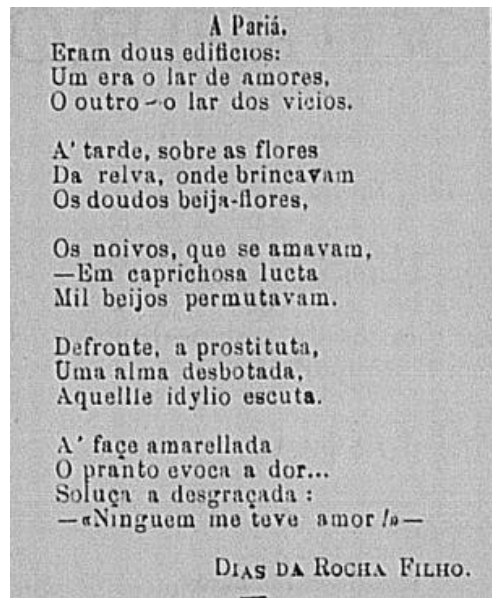 A Pariá.
Eram dous edificios:
Um era o lar de amores,
O outro—o lar dos vicios.
A' tarde, sobre as flores
Da relva, onde brincavam
Os doudos beija-flores,
Os noivos, que se amavam,
—Em caprichosa lucta
Mil beijos permutavam.
Defronte, a prostituta,
Uma alma desbotada,
Aquellle idylio escuta.
A' façe amarellada
O pranto evoca a dor...
Soluça a desgraçada :
—«Ninguem me teve amor !»—
DIAS DA ROCHA FILHO.